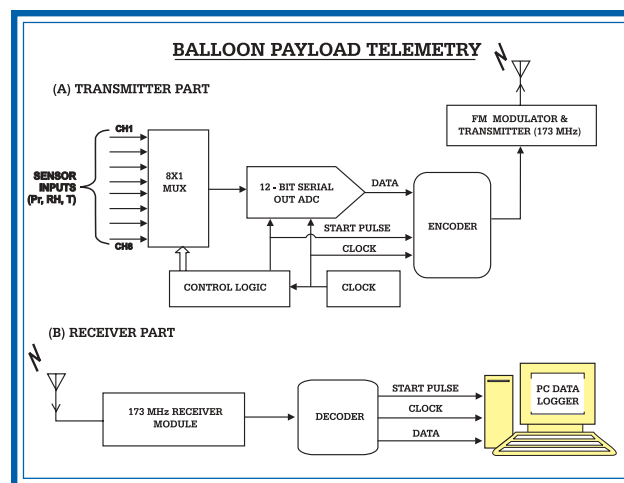 BALLOON PAYLOAD TELEMETRY
(A) TRANSMITTER PART
FM MODULATOR &
TRANSMITTER (173 MHz)
CH1
SENSOR
INPUTS
(Pr, RH, T)
CH8
8X1
MUX
12 - BIT SERIAL
OUT ADC
DATA
START PULSE
CLOCK
ENCODER
CONTROL LOGIC
CLOCK
(B) RECEIVER PART
173 MHz RECEIVER
MODULE
DECODER
START PULSE
CLOCK
DATA
PC DATA
LOGGER